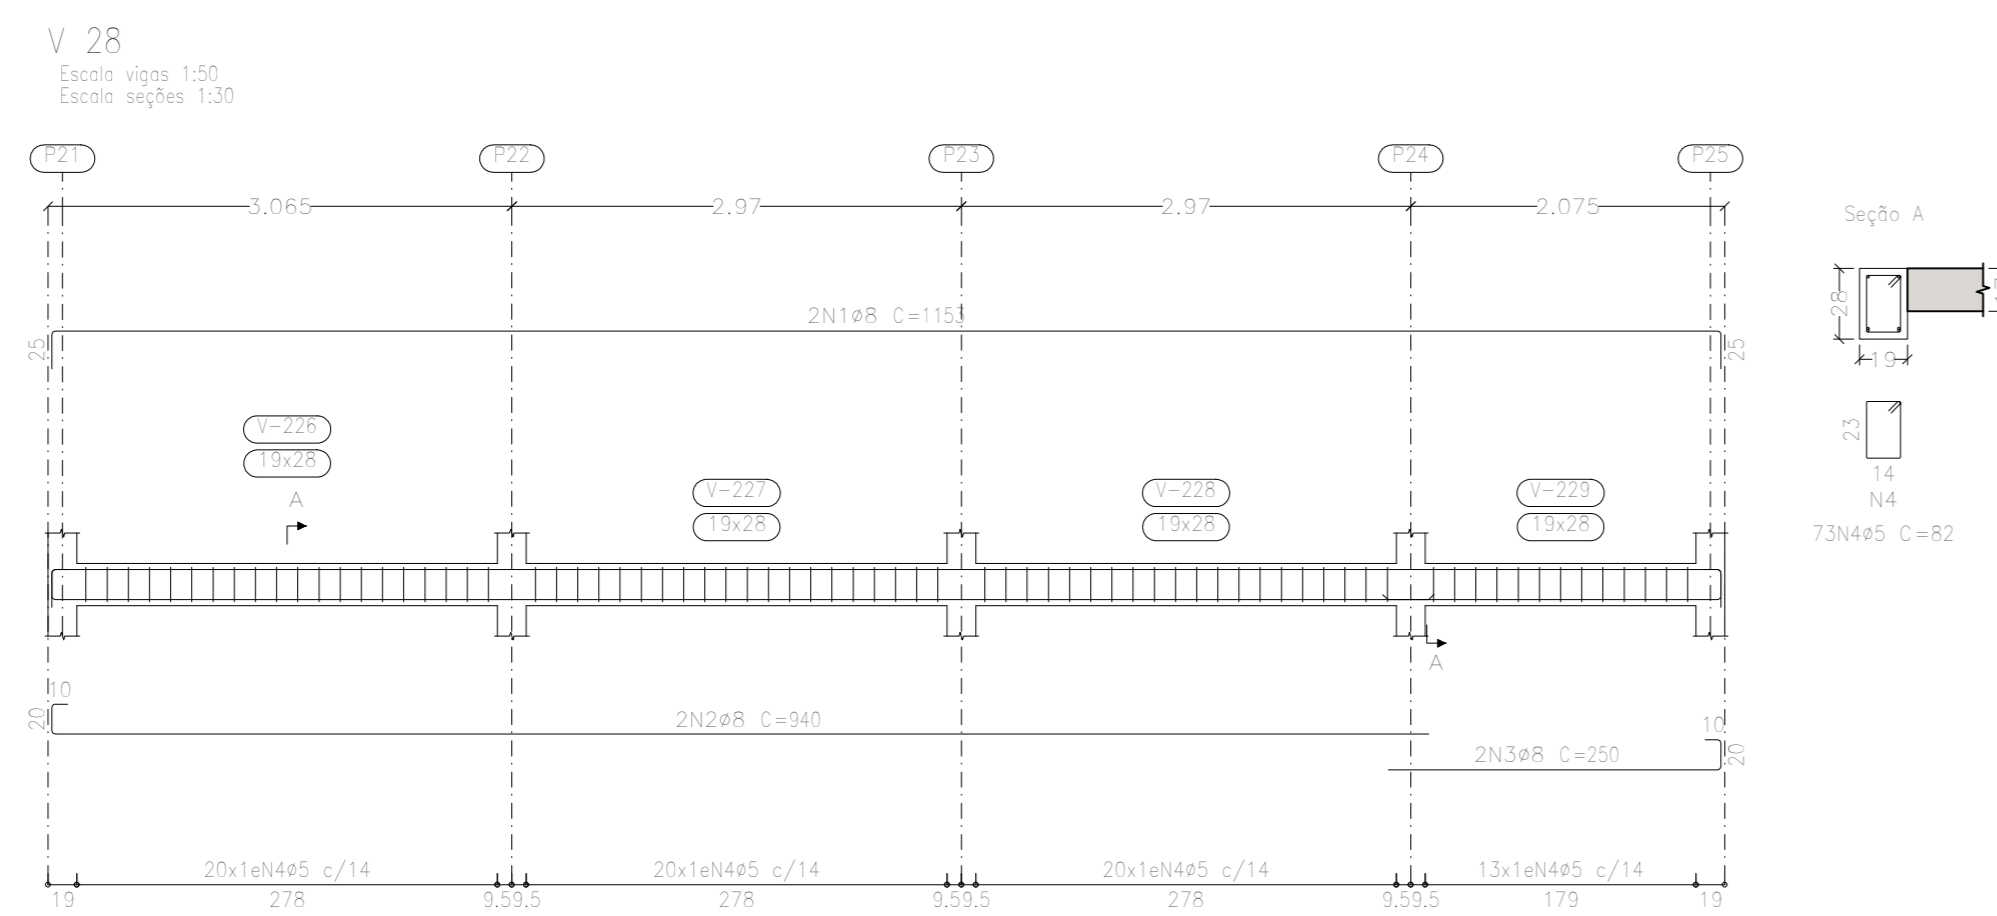 V 28
Escala vigas 1:50
Escala seções 1:30
P21 P22 P23 P24 P25
3.065 2.97 2.97 2.075
Seção A
28
19
2N1ø8 C=1153
25 25
23
14
N4
73N4ø5 C=82
V-226
19x28
A
V-227 V-228 V-229
19x28 19x28 19x28
A
10
20
2N2ø8 C=940
10
20
2N3ø8 C=250
20x1eN4ø5 c/14 20x1eN4ø5 c/14 20x1eN4ø5 c/14 13x1eN4ø5 c/14
19 278 9.59.5 278 9.59.5 278 9.59.5 179 19